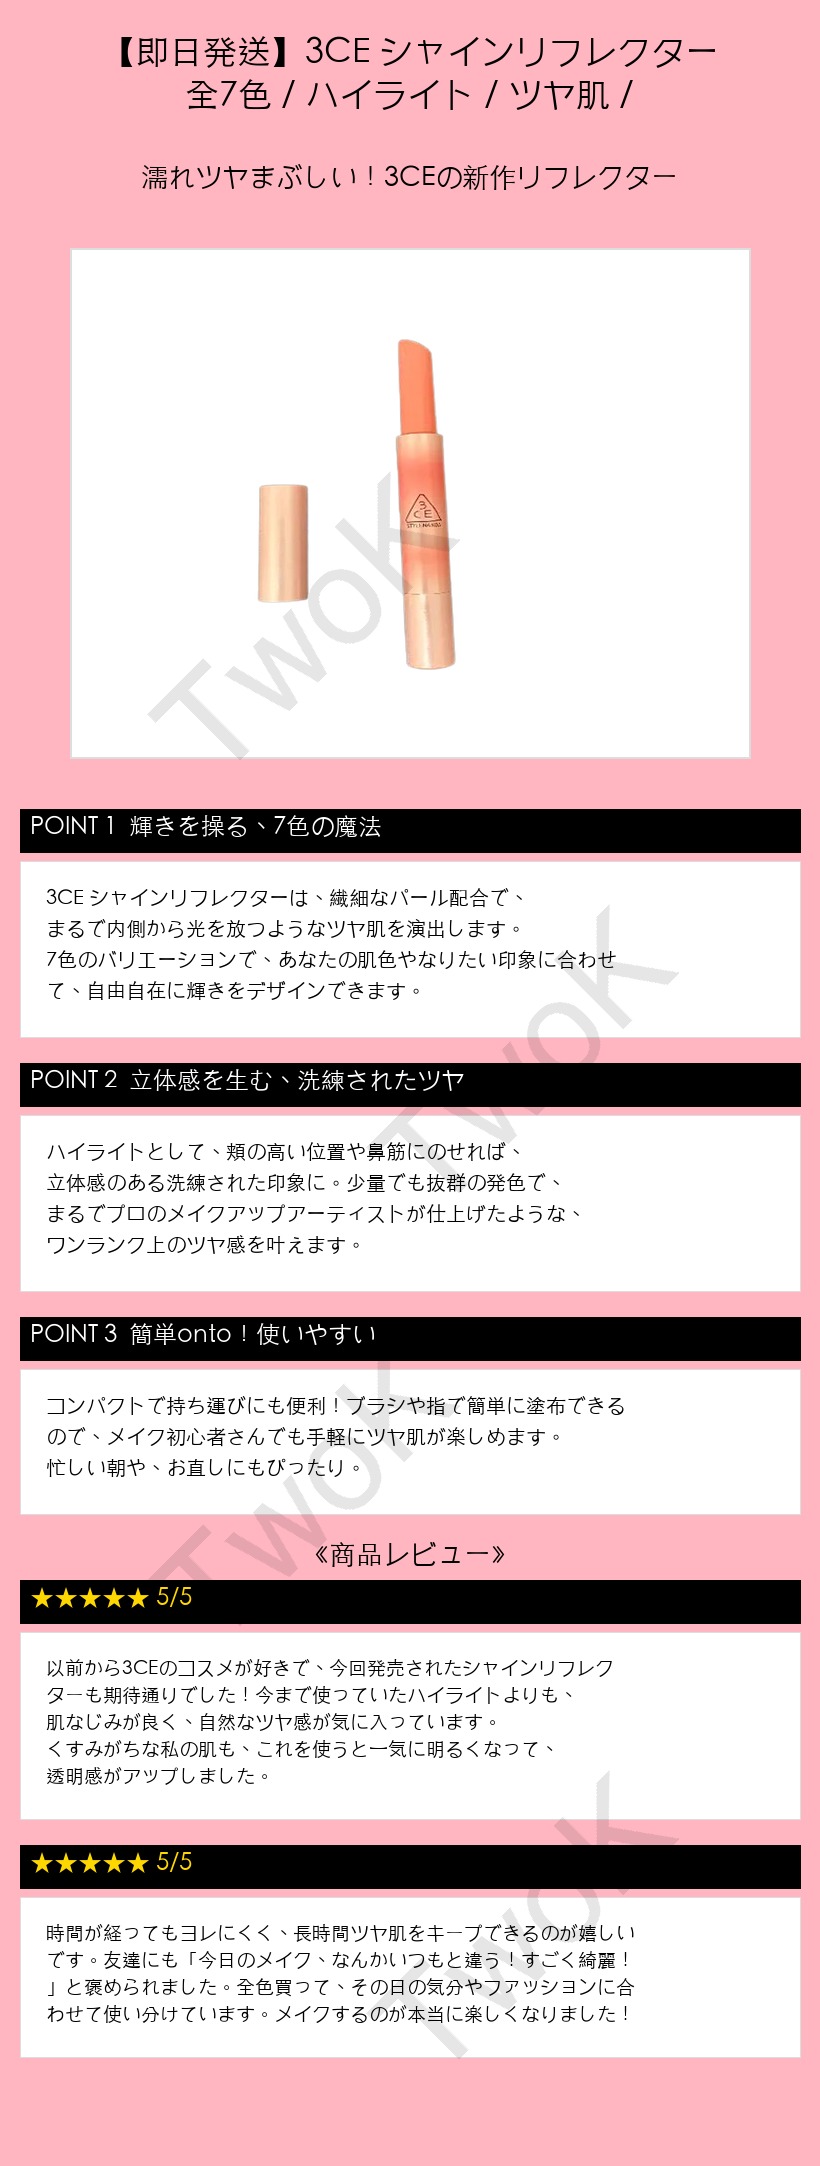 【即日発送】3CE シャインリフレクター
全7色 / ハイライト / ツヤ肌 /
濡れツヤまぶしい！3CEの新作リフレクター
3
CE
STYLENANDA
TwoK
POINT 1 輝きを操る、7色の魔法
3CE シャインリフレクターは、繊細なパール配合で、
まるで内側から光を放つようなツヤ肌を演出します。
7色のバリエーションで、あなたの肌色やなりたい印象に合わせ
て、自由自在に輝きをデザインできます。
TwoK
POINT 2 立体感を生む、洗練されたツヤ
ハイライトとして、頬の高い位置や鼻筋にのせれば、
立体感のある洗練された印象に。少量でも抜群の発色で、
まるでプロのメイクアップアーティストが仕上げたような、
ワンランク上のツヤ感を叶えます。
POINT 3 簡単onto！使いやすい
コンパクトで持ち運びにも便利！ブラシや指で簡単に塗布できる
ので、メイク初心者さんでも手軽にツヤ肌が楽しめます。
忙しい朝や、お直しにもぴったり。
TwoK
《商品レビュー》
★★★★★ 5/5
以前から3CEのコスメが好きで、今回発売されたシャインリフレク
ターも期待通りでした！今まで使っていたハイライトよりも、
肌なじみが良く、自然なツヤ感が気に入っています。
くすみがちな私の肌も、これを使うと一気に明るくなって、
透明感がアップしました。
★★★★★ 5/5
時間が経ってもヨレにくく、長時間ツヤ肌をキープできるのが嬉しい
です。友達にも「今日のメイク、なんかいつもと違う！すごく綺麗！
」と褒められました。全色買って、その日の気分やファッションに合
わせて使い分けています。メイクするのが本当に楽しくなりました！
TwoK